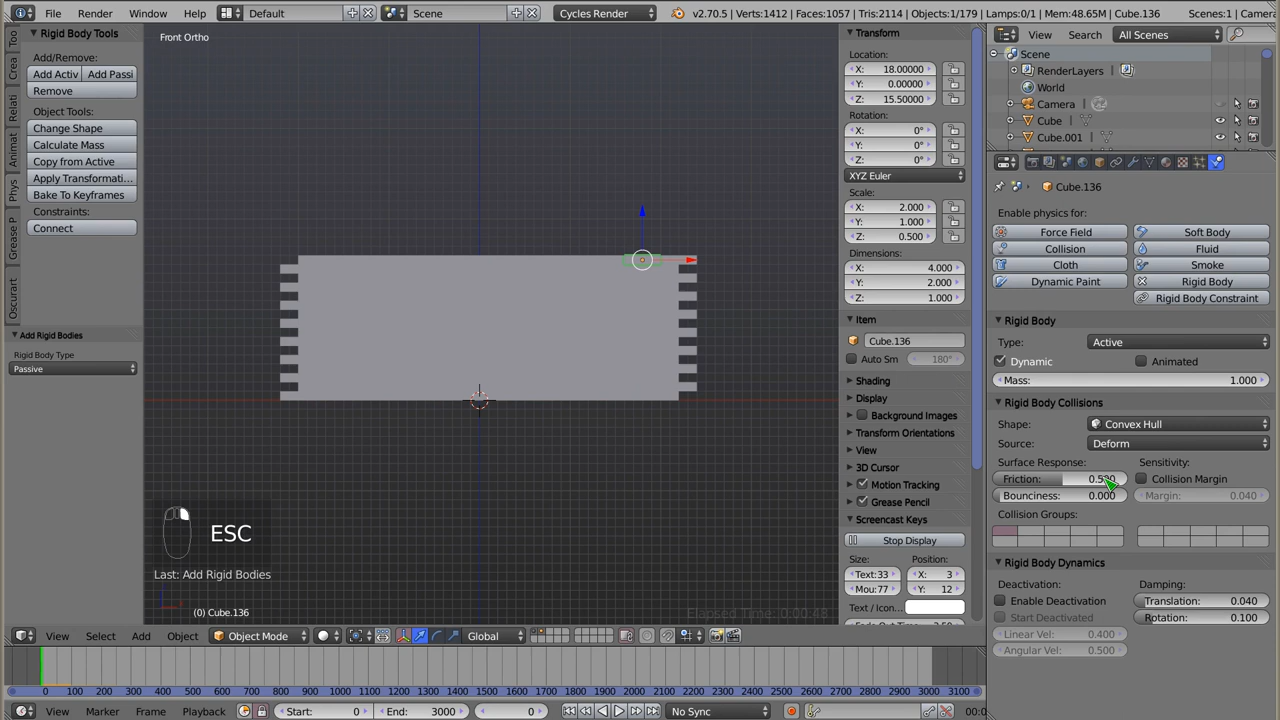 File Render Window Help Default Scene Cycles Render v2.70.5 | Verts:1412 | Faces:1057 | Tris:2114 | Objects:1/179 | Lamps:0/1 | Mem:48.65M | Cube.136 Scenes:1 | Camera
Rigid Body Tools
Add/Remove:
Add Activ Add Passi
Remove
Object Tools:
Change Shape
Calculate Mass
Copy from Active
Apply Transformati...
Bake To Keyframes
Constraints:
Connect
Too
Crea
Relati
Animat
Phys
Grease P
Oscurart
Add Rigid Bodies
Rigid Body Type
Passive
Front Ortho
ESC
Last: Add Rigid Bodies
(0) Cube.136
Elapsed Time: 0:00:48
Transform
Location:
X: 18.00000
Y: 0.00000
Z: 15.50000
Rotation:
X: 0°
Y: 0°
Z: 0°
XYZ Euler
Scale:
X: 2.000
Y: 1.000
Z: 0.500
Dimensions:
X: 4.000
Y: 2.000
Z: 1.000
Item
Cube.136
Auto Sm 180°
Shading
Display
Background Images
Transform Orientations
View
3D Cursor
Motion Tracking
Grease Pencil
Screencast Keys
Stop Display
Size: Position:
Text:33 X: 3
Mou:77 Y: 12
Text / Icon...
View Search All Scenes
Scene
RenderLayers
World
Camera
Cube
Cube.001
Cube.136
Enable physics for:
Force Field Soft Body
Collision Fluid
Cloth Smoke
Dynamic Paint Rigid Body
Rigid Body Constraint
Rigid Body
Type: Active
Dynamic Animated
Mass: 1.000
Rigid Body Collisions
Shape: Convex Hull
Source: Deform
Surface Response: Sensitivity:
Friction: Collision Margin
Bounciness: 0.000 Margin: 0.040
Collision Groups:
Rigid Body Dynamics
Deactivation: Damping:
Enable Deactivation Translation: 0.040
Start Deactivated Rotation: 0.100
Linear Vel: 0.400
Angular Vel: 0.500
View Select Add Object Object Mode Global
0 100 200 300 400 500 600 700 800 900 1000 1100 1200 1300 1400 1500 1600 1700 1800 1900 2000 2100 2200 2300 2400 2500 2600 2700 2800 2900 3000 3100
View Marker Frame Playback Start: 0 End: 3000 0 No Sync